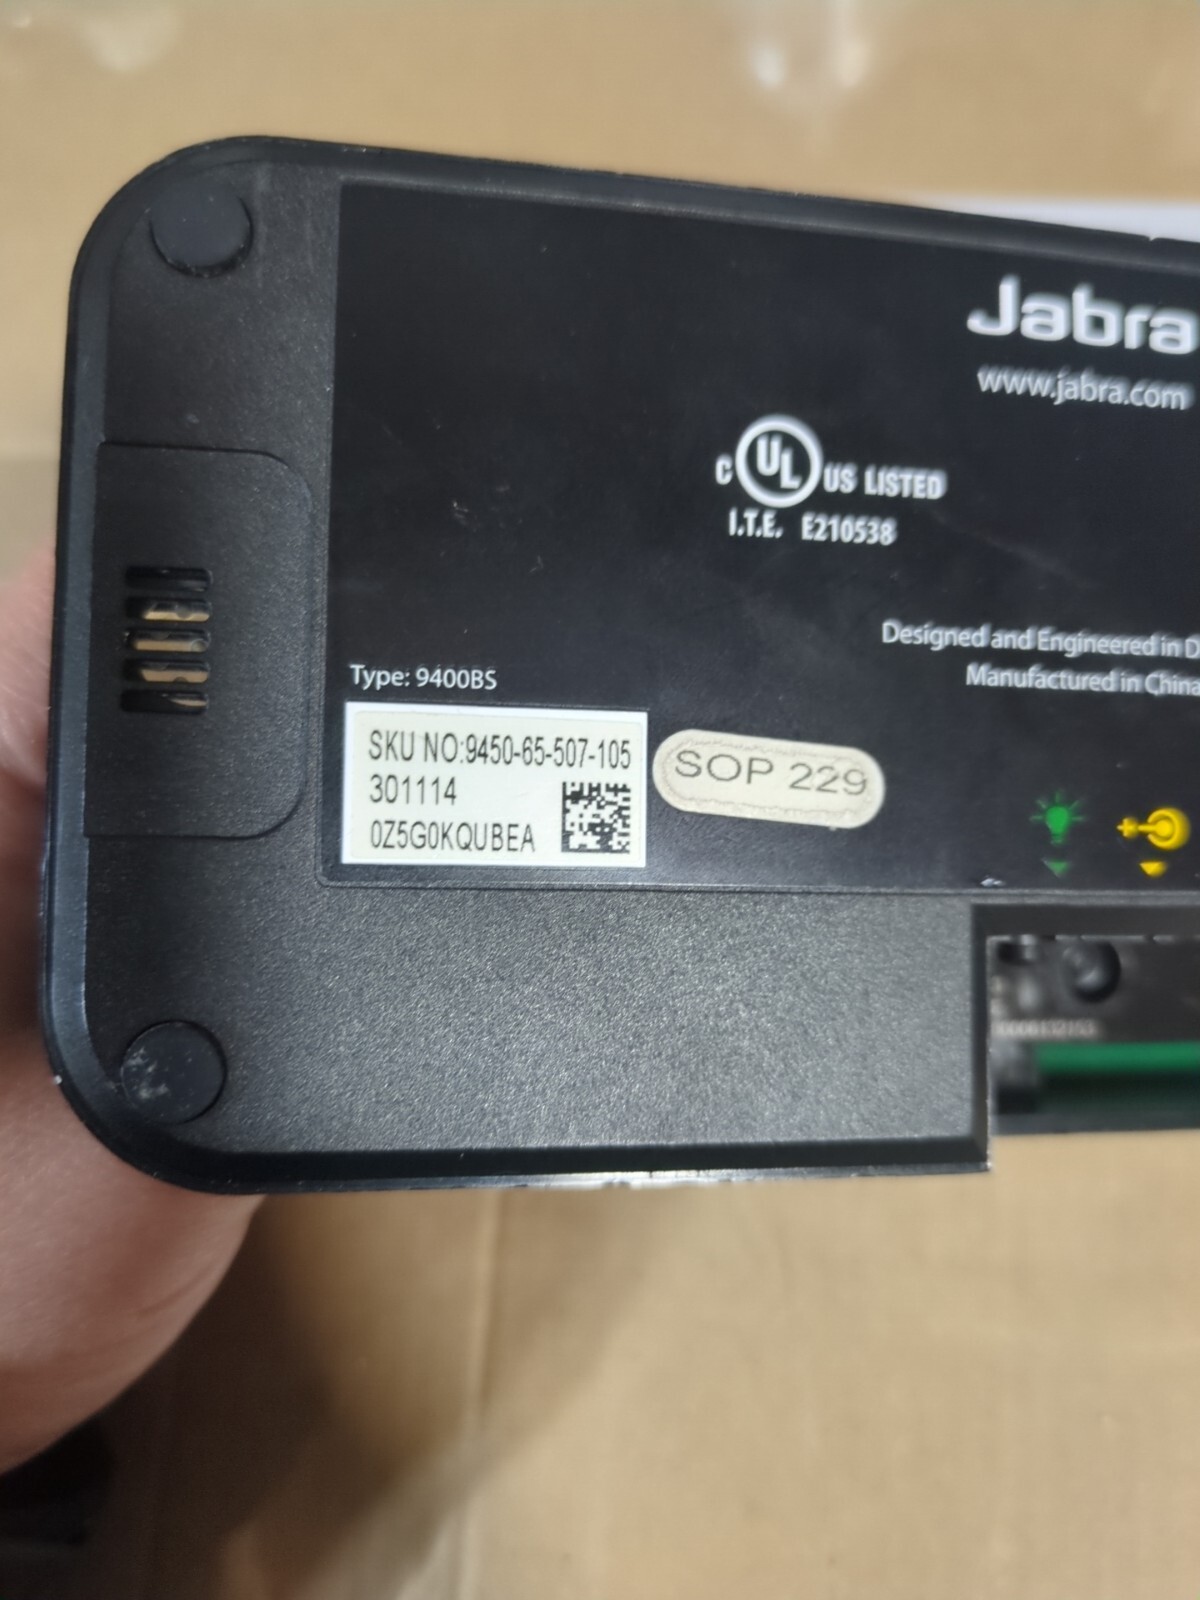 Jabra
www.jabra.com
C UL US LISTED
I.T.E. E210538
Designed and Engineered in D
Manufactured in China
Type: 9400BS
SKU NO:9450-65-507-105
301114
0Z5G0KQUBEA
SOP 229